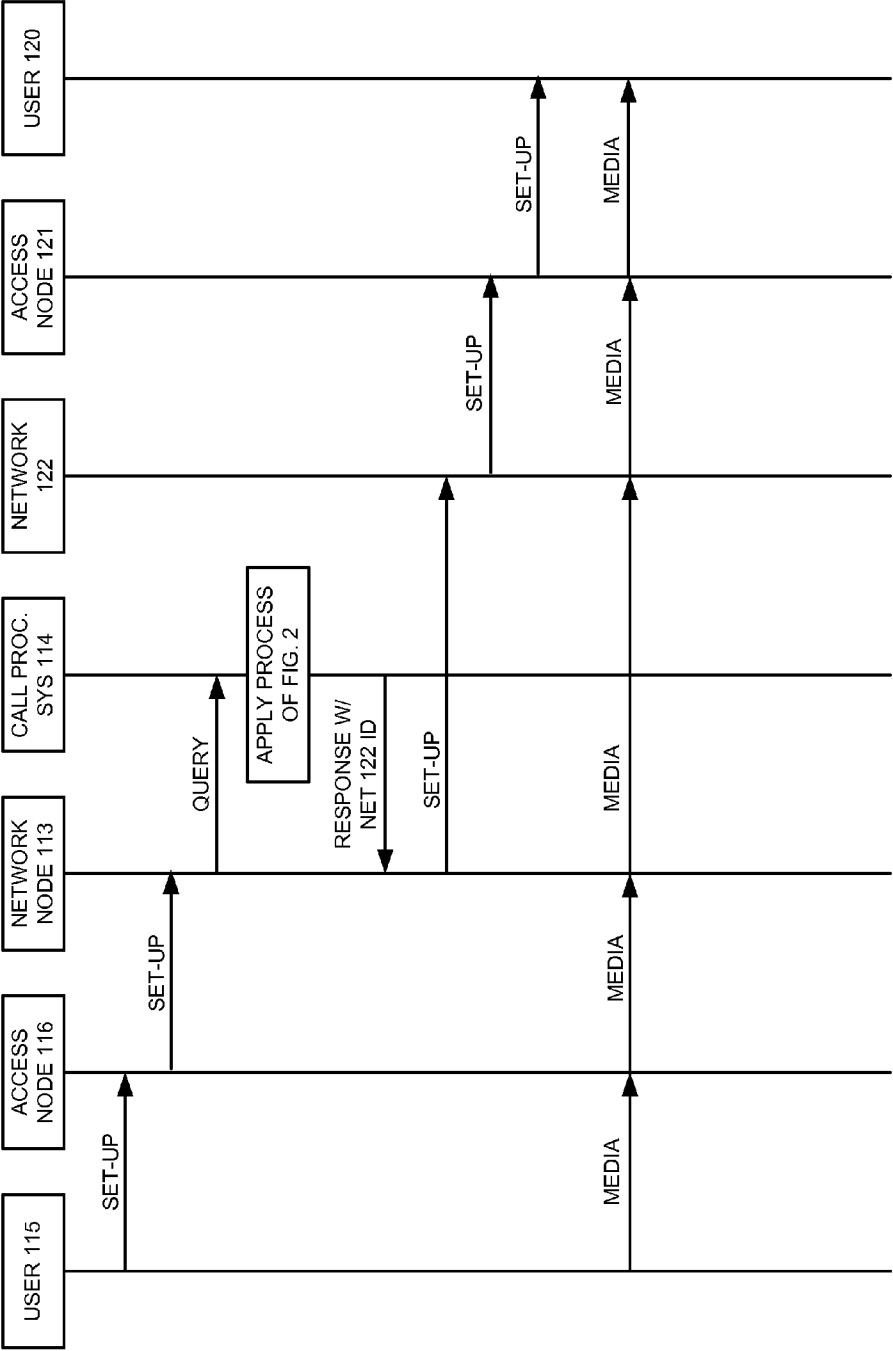 USER 115
ACCESS
NODE 116
NETWORK
NODE 113
CALL PROC.
SYS 114
NETWORK
122
ACCESS
NODE 121
USER 120
SET-UP
SET-UP
QUERY
APPLY PROCESS
OF FIG. 2
RESPONSE W/
NET 122 ID
SET-UP
SET-UP
SET-UP
MEDIA
MEDIA
MEDIA
MEDIA
MEDIA